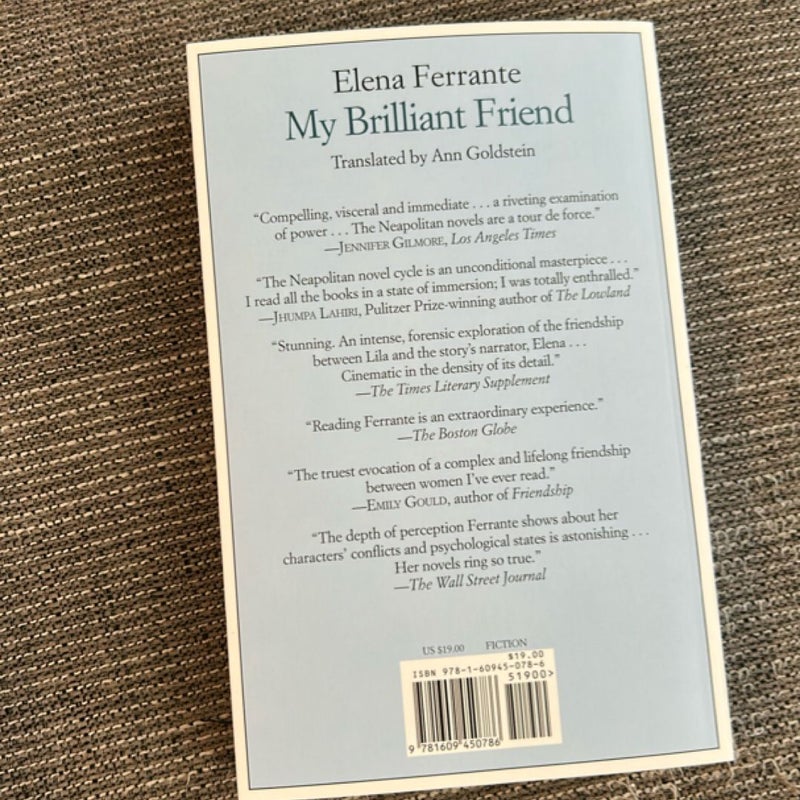 Elena Ferrante
My Brilliant Friend
Translated by Ann Goldstein
“Compelling, visceral and immediate . . . a riveting examination
of power . . . The Neapolitan novels are a tour de force.”
—JENNIFER GILMORE, Los Angeles Times
“The Neapolitan novel cycle is an unconditional masterpiece . . .
I read all the books in a state of immersion; I was totally enthralled.”
—JHUMPA LAHIRI, Pulitzer Prize-winning author of The Lowland
“Stunning. An intense, forensic exploration of the friendship
between Lila and the story’s narrator, Elena . . .
Cinematic in the density of its detail.”
—The Times Literary Supplement
“Reading Ferrante is an extraordinary experience.”
—The Boston Globe
“The truest evocation of a complex and lifelong friendship
between women I’ve ever read.”
—EMILY GOULD, author of Friendship
“The depth of perception Ferrante shows about her
characters’ conflicts and psychological states is astonishing . . .
Her novels ring so true.”
—The Wall Street Journal
US $19.00 FICTION
$19.00
ISBN 978-1-60945-078-6
51900>
9 781609 450786